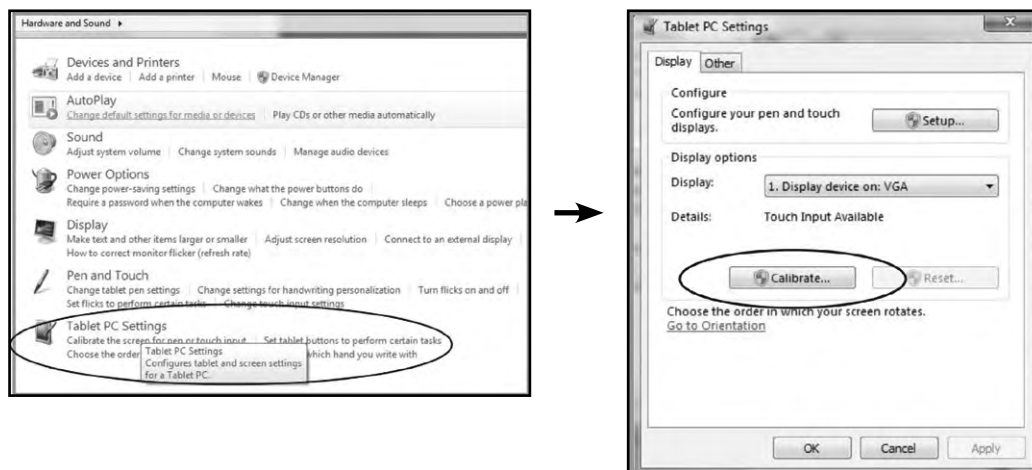 Hardware and Sound
Devices and Printers
Add a device Add a printer Mouse Device Manager
AutoPlay
Change default settings for media or devices Play CDs or other media automatically
Sound
Adjust system volume Change system sounds Manage audio devices
Power Options
Change power-saving settings Change what the power buttons do
Require a password when the computer wakes Change when the computer sleeps Choose a power pla
Display
Make text and other items larger or smaller Adjust screen resolution Connect to an external display
How to correct monitor flicker (refresh rate)
Pen and Touch
Change tablet pen settings Change settings for handwriting personalization Turn flicks on and off
Set flicks to perform certain tasks Change touch input settings
Tablet PC Settings
Calibrate the screen for pen or touch input Set tablet buttons to perform certain tasks
Choose the order which hand you write with
Tablet PC Settings
Configures tablet and screen settings
for a Tablet PC.
Tablet PC Settings
Display Other
Configure
Configure your pen and touch
displays.
Setup...
Display options
Display: 1. Display device on: VGA
Details: Touch Input Available
Calibrate... Reset...
Choose the order in which your screen rotates.
Go to Orientation
OK Cancel Apply